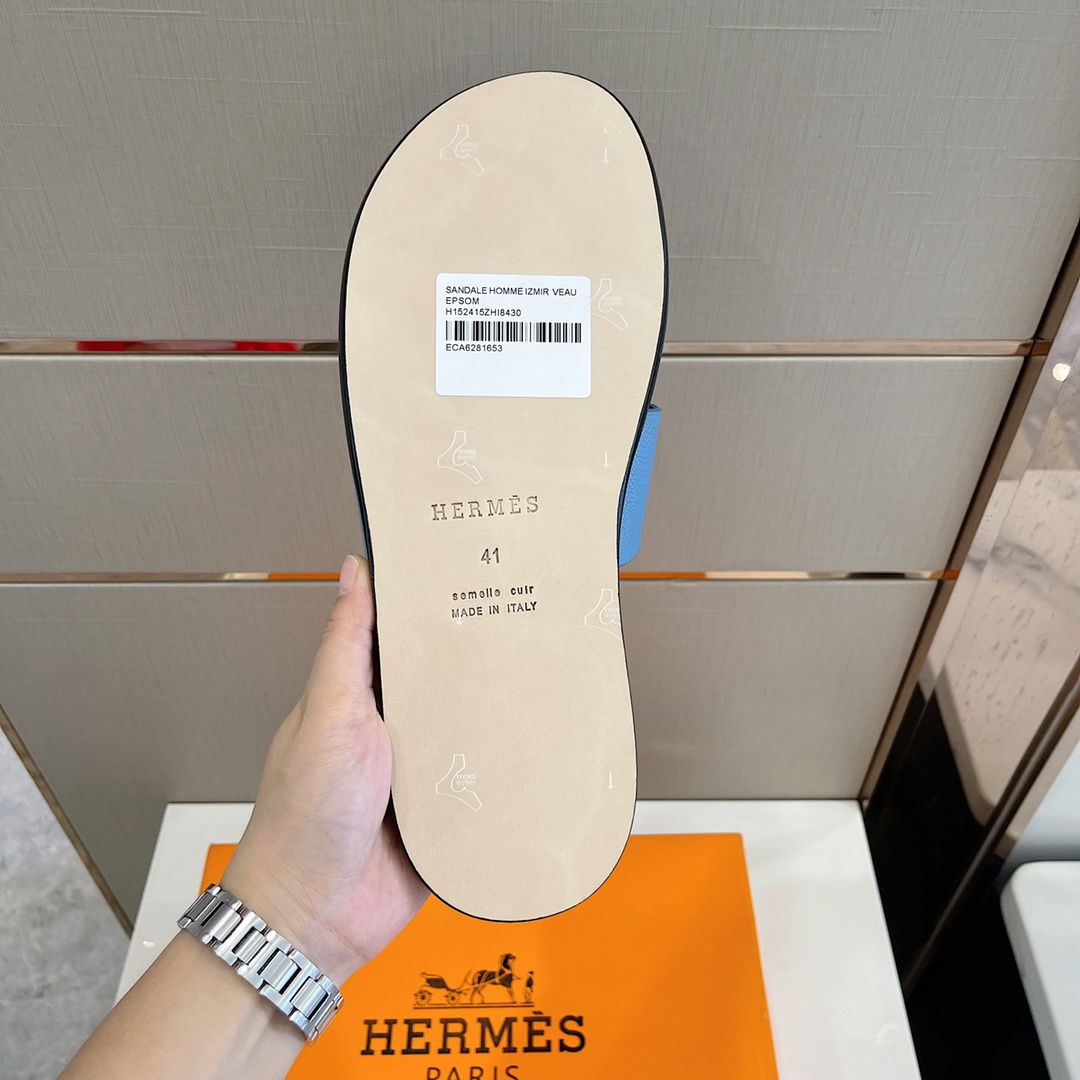 SANDALE HOMME IZMIR VEAU
EPSOM
H152415ZHI8430
ECA6281653
HERMÈS
41
semelle cuir
MADE IN ITALY
HERMÈS
PARIS